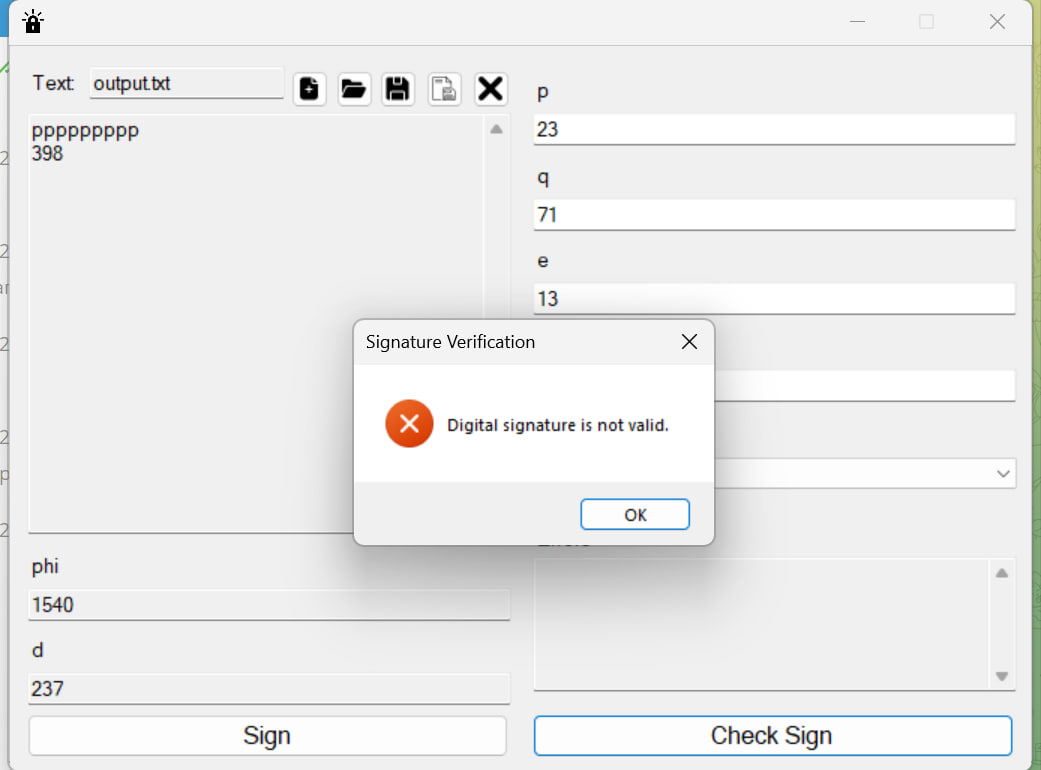 Text:
output.txt
ppppppppp
398
p
23
q
71
e
13
Signature Verification
Digital signature is not valid.
OK
phi
1540
d
237
Sign
Check Sign